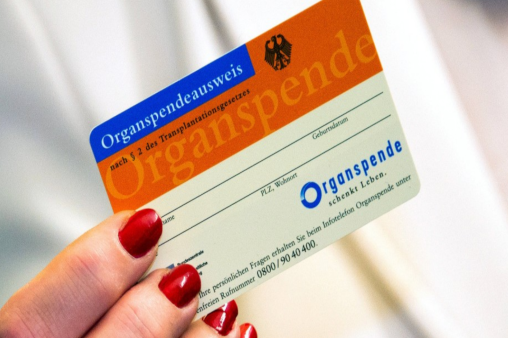 Organspendeausweis
nach § 2 des Transplantationsgesetzes
Organspende
Geburtsdatum
PLZ, Wohnort
Organspende
schenkt Leben.
Ihre persönlichen Fragen erhalten Sie beim Infotelefon Organspende unter
Rufnummer 0800/90 40 400.